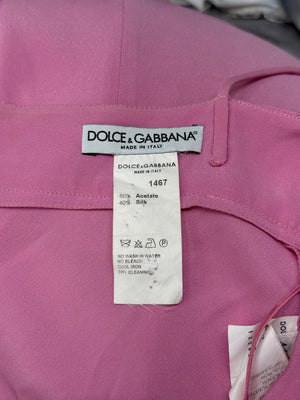 DOLCE & GABBANA®
MADE IN ITALY
DOLCE & GABBANA
MADE IN ITALY
1467
60% Acetate
40% Silk
NO WASH IN WATER
NO BLEACH
COOL IRON
DRY CLEANING